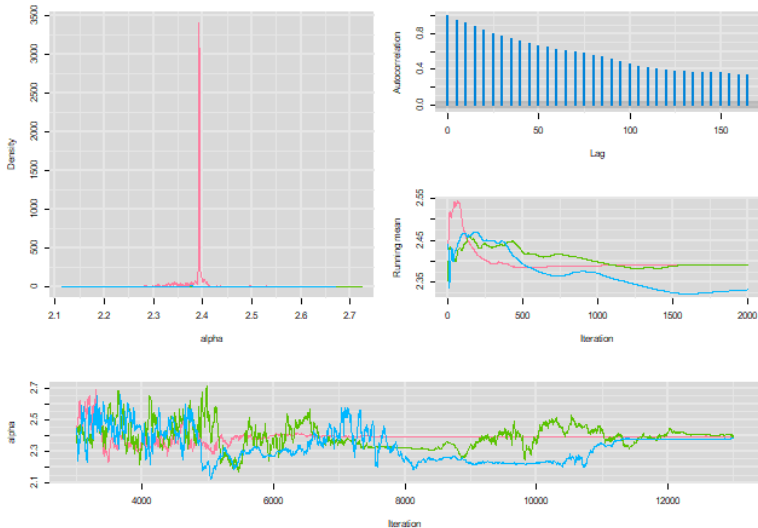 3500
3000
2500
2000
1500
1000
500
0
Density
2.1 2.2 2.3 2.4 2.5 2.6 2.7
alpha
0.8
0.4
0.0
Autocorrelation
0 50 100 150
Lag
2.55
2.45
2.35
Running mean
0 500 1000 1500 2000
Iteration
2.7
2.5
2.3
2.1
alpha
4000 6000 8000 10000 12000
Iteration